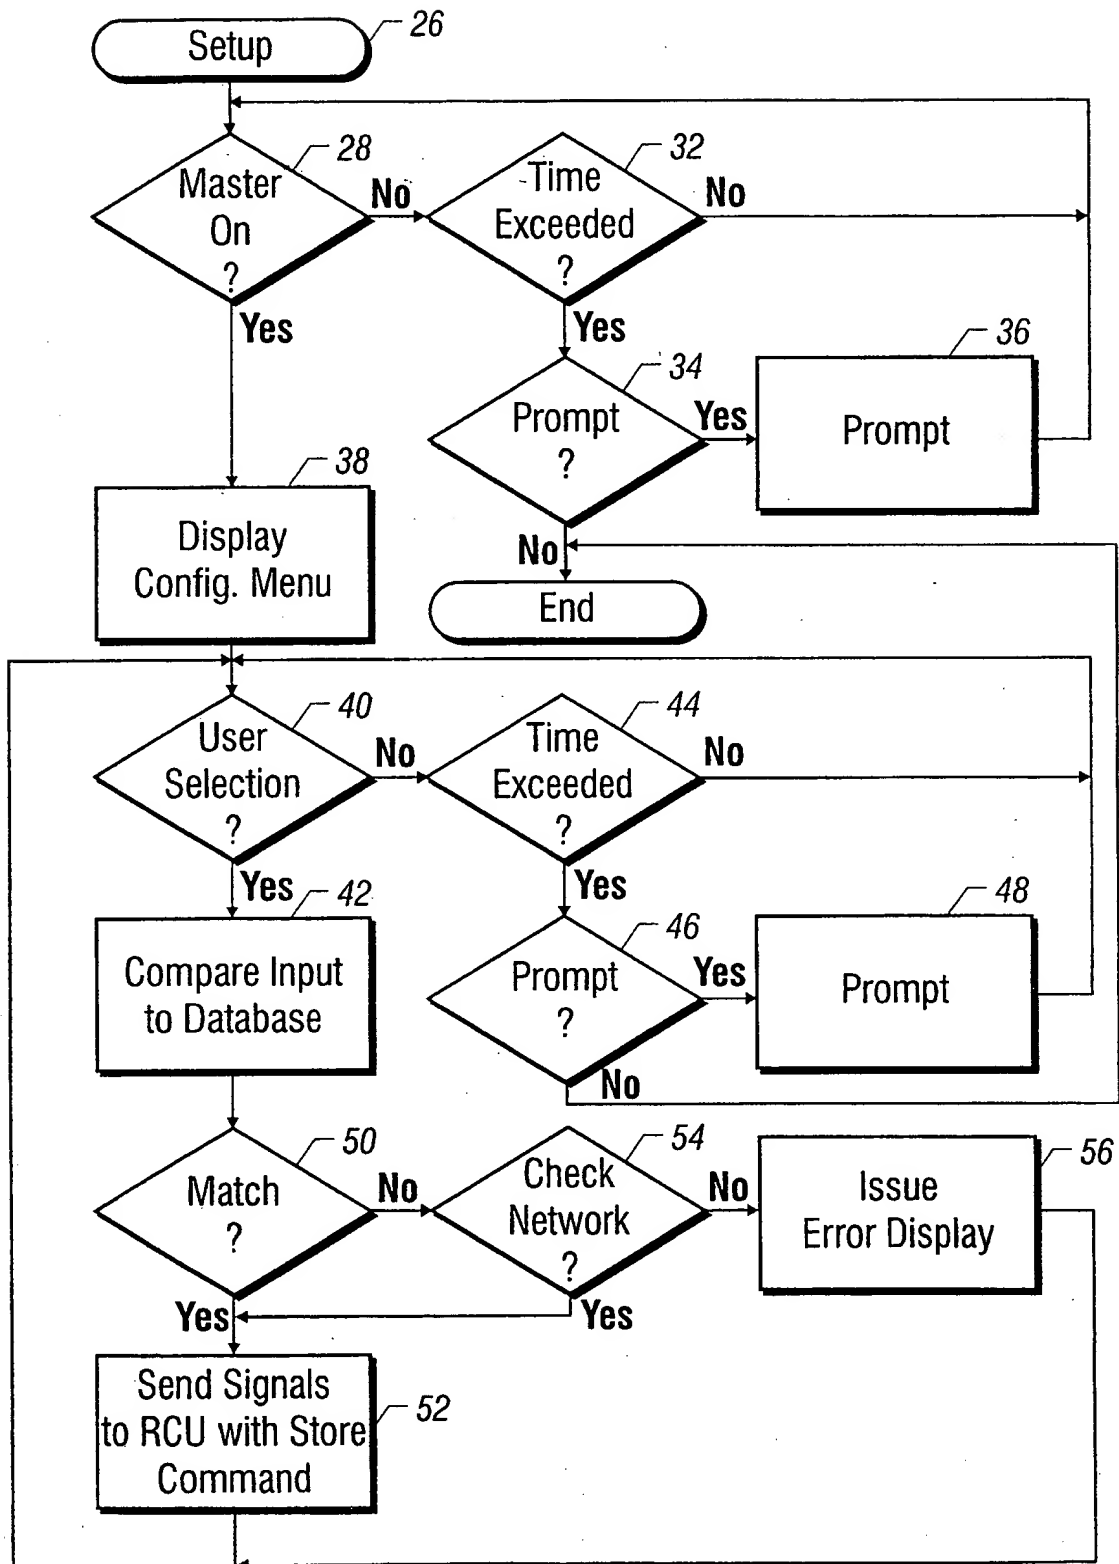 Setup
26
Master
On
?
28
No
Time
Exceeded
?
32
No
Yes
Yes
Prompt
?
34
Yes
Prompt
36
Display
Config. Menu
38
No
End
User
Selection
?
40
No
Time
Exceeded
?
44
No
Yes
Yes
Compare Input
to Database
42
Prompt
?
46
Yes
Prompt
48
No
Match
?
50
No
Check
Network
?
54
No
Issue
Error Display
56
Yes
Yes
Send Signals
to RCU with Store
Command
52